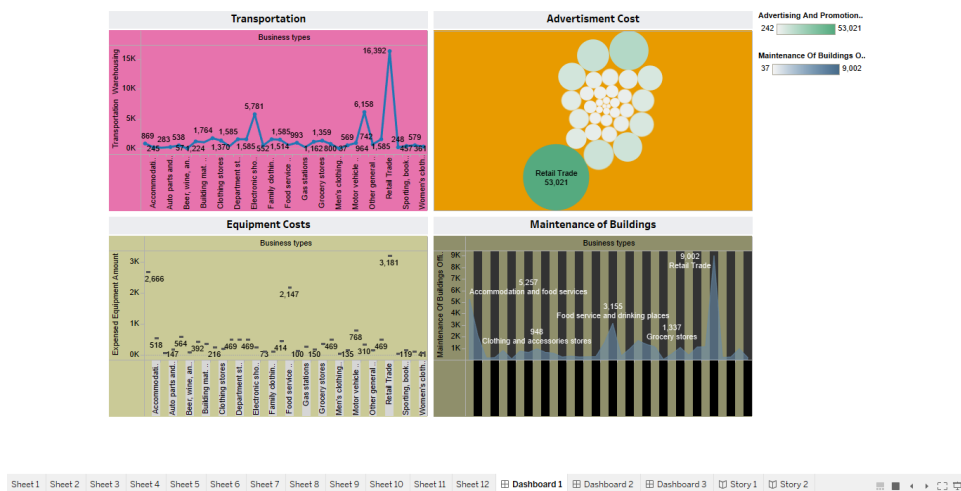 Transportation
Business types
Transportation Warehousing
15K
10K
5K
0K
869
245
283
538
57
1,224
1,764
1,370
1,585
1,585
5,781
552
1,514
1,585
993
1,162
1,359
800
87
569
964
6,158
742
1,585
16,392
248
457
579
361
Accommodati..
Auto parts and..
Beer, wine, an..
Building mat. ..
Clothing stores
Department st..
Electronic sho..
Family clothin..
Food service ..
Gas stations
Grocery stores
Men's clothing..
Motor vehicle ..
Other general ..
Retail Trade
Sporting, book..
Women's cloth..
Advertisment Cost
Retail Trade
53,021
Advertising And Promotion..
242
53,021
Maintenance Of Buildings O..
37
9,002
Equipment Costs
Business types
Expensed Equipment Amount
3K
2K
1K
0K
2,666
518
147
564
392
216
469
469
73
414
2,147
100
150
469
135
768
310
469
3,181
119
41
Accommodati..
Auto parts and..
Beer, wine, an..
Building mat. ..
Clothing stores
Department st..
Electronic sho..
Family clothin..
Food service ..
Gas stations
Grocery stores
Men's clothing..
Motor vehicle ..
Other general ..
Retail Trade
Sporting, book..
Women's cloth..
Maintenance of Buildings
Business types
Maintenance Of Buildings Offi..
9K
8K
7K
6K
5K
4K
3K
2K
1K
9,002
Retail Trade
5,257
Accommodation and food services
3,155
Food service and drinking places
948
Clothing and accessories stores
1,337
Grocery stores
Sheet 1 Sheet 2 Sheet 3 Sheet 4 Sheet 5 Sheet 6 Sheet 7 Sheet 8 Sheet 9 Sheet 10 Sheet 11 Sheet 12 Dashboard 1 Dashboard 2 Dashboard 3 Story 1 Story 2